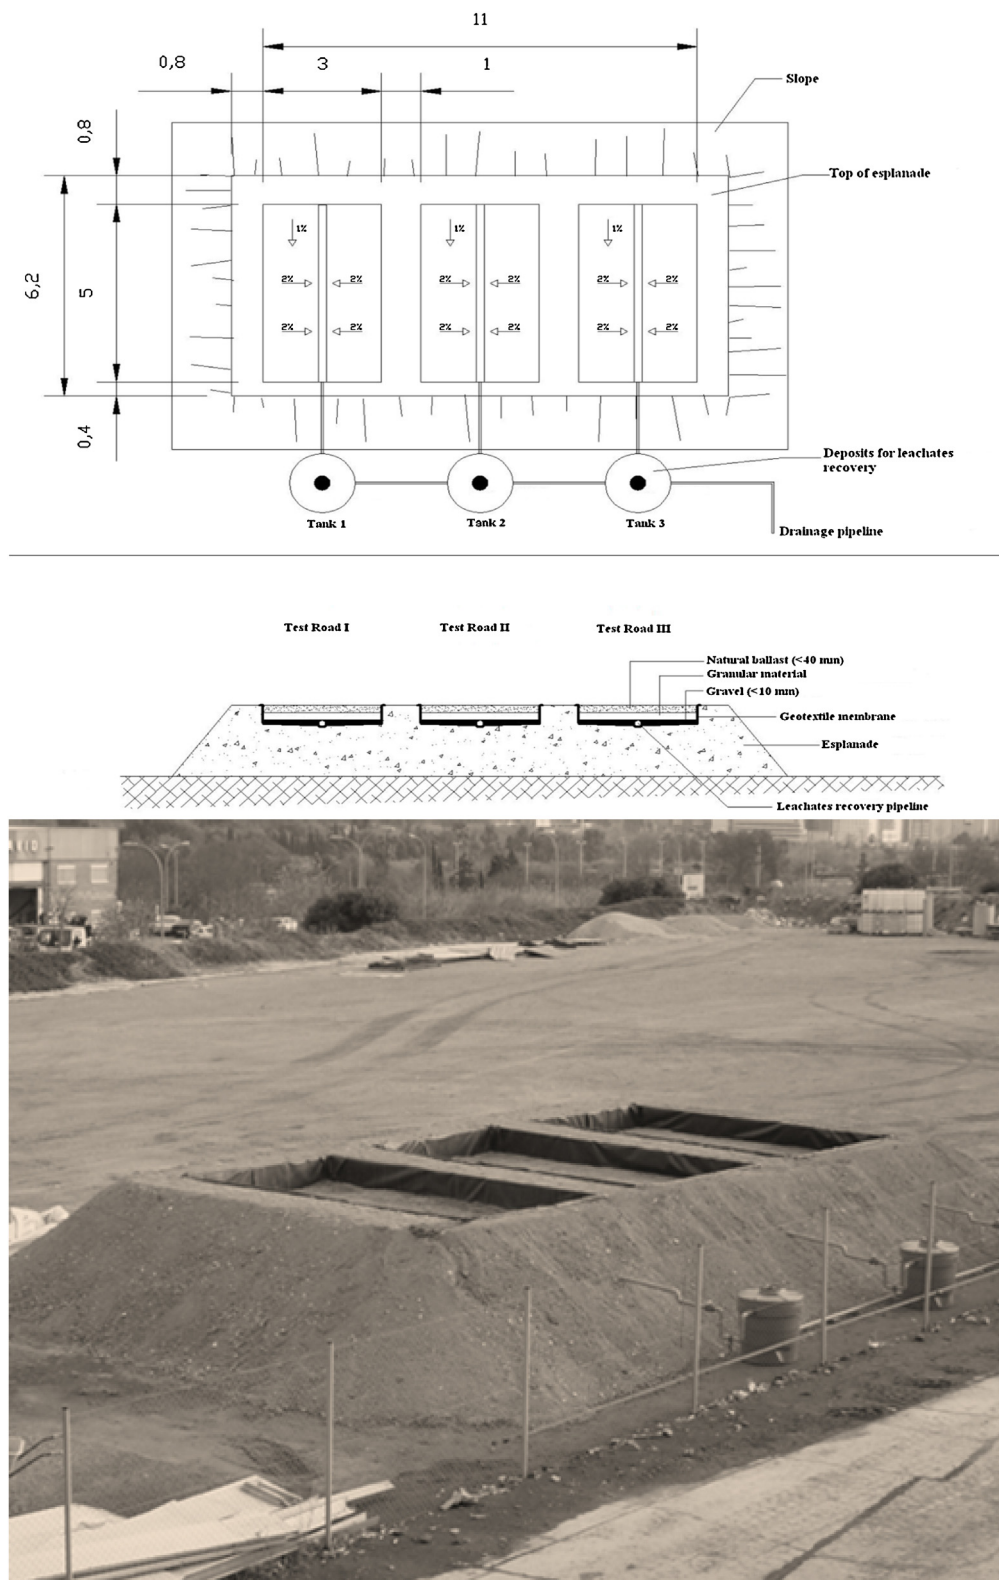 11
0,8
3
1
Slope
0,8
Top of esplanade
1%
1%
1%
2% 2% 2% 2% 2% 2%
6,2
5
2% 2% 2% 2% 2% 2%
0,4
Deposits for leachates
recovery
Tank 1
Tank 2
Tank 3
Drainage pipeline
Test Road I
Test Road II
Test Road III
Natural ballast (<40 mm)
Granular material
Gravel (<10 mm)
Geotextile membrane
Esplanade
Leachates recovery pipeline